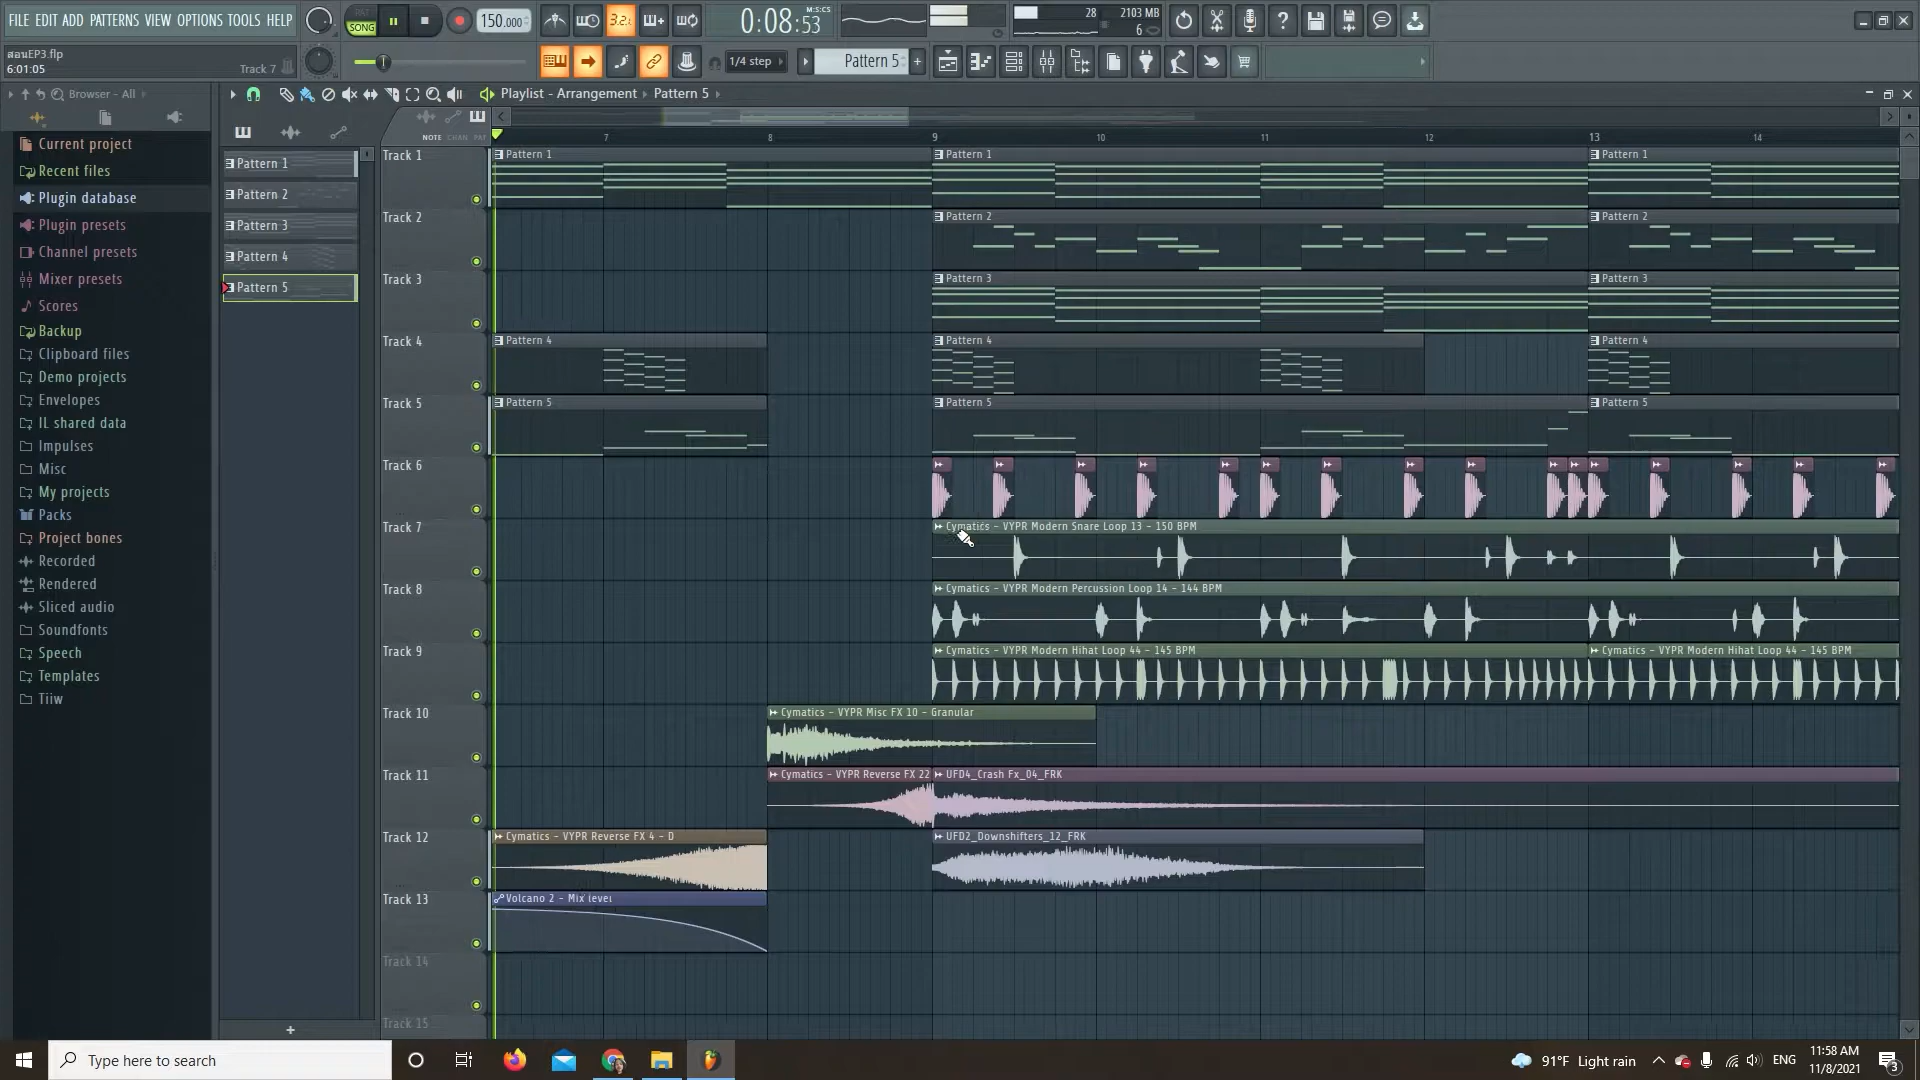 FILE EDIT ADD PATTERNS VIEW OPTIONS TOOLS HELP
SONG
150.000
3.2.
0:08:53
M:S:CS
28
2103 MB
6
สอนEP3.flp
6:01:05
Track 7
1/4 step
Pattern 5
Browser - All
Playlist - Arrangement
Pattern 5
NOTE CHAN PAT
7
8
9
10
11
12
13
14
Current project
Recent files
Plugin database
Plugin presets
Channel presets
Mixer presets
Scores
Backup
Clipboard files
Demo projects
Envelopes
IL shared data
Impulses
Misc
My projects
Packs
Project bones
Recorded
Rendered
Sliced audio
Soundfonts
Speech
Templates
Tiiw
Pattern 1
Pattern 2
Pattern 3
Pattern 4
Pattern 5
+
Track 1
Pattern 1
Pattern 1
Pattern 1
Track 2
Pattern 2
Pattern 2
Track 3
Pattern 3
Pattern 3
Track 4
Pattern 4
Pattern 4
Pattern 4
Track 5
Pattern 5
Pattern 5
Pattern 5
Track 6
Track 7
Cymatics - VYPR Modern Snare Loop 13 - 150 BPM
Track 8
Cymatics - VYPR Modern Percussion Loop 14 - 144 BPM
Track 9
Cymatics - VYPR Modern Hihat Loop 44 - 145 BPM
Cymatics - VYPR Modern Hihat Loop 44 - 145 BPM
Track 10
Cymatics - VYPR Misc FX 10 - Granular
Track 11
Cymatics - VYPR Reverse FX 22
UFD4_Crash Fx_04_FRK
Track 12
Cymatics - VYPR Reverse FX 4 - D
UFD2_Downshifters_12_FRK
Track 13
Volcano 2 - Mix level
Track 14
Track 15
Type here to search
91°F Light rain
ENG
11:58 AM
11/8/2021
3